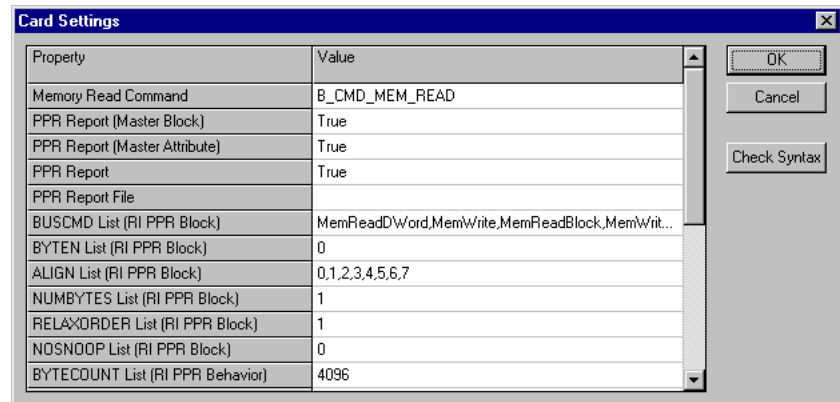 Card Settings
Property Value
Memory Read Command B_CMD_MEM_READ
PPR Report (Master Block) True
PPR Report (Master Attribute) True
PPR Report True
PPR Report File
BUSCMD List (RI PPR Block) MemReadDWord,MemWrite,MemReadBlock,MemWrit...
BYTEN List (RI PPR Block) 0
ALIGN List (RI PPR Block) 0,1,2,3,4,5,6,7
NUMBYTES List (RI PPR Block) 1
RELAXORDER List (RI PPR Block) 1
NOSNOOP List (RI PPR Block) 0
BYTECOUNT List (RI PPR Behavior) 4096
OK
Cancel
Check Syntax